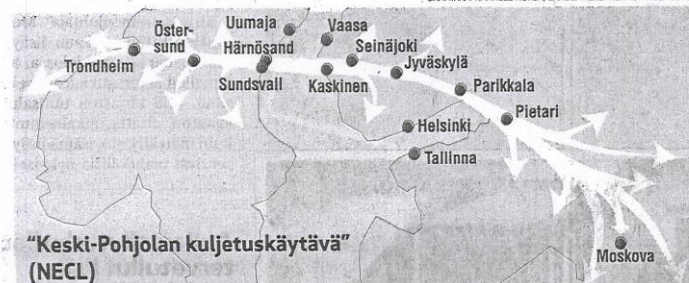 Uumaja
Vaasa
Öster-
sund
Härnösand
Seinäjoki
Trondheim
Jyväskylä
Sundsvall
Kaskinen
Parikkala
Pietari
Helsinki
Tallinna
"Keski-Pohjolan kuljetuskäytävä"
(NECL)
Moskova